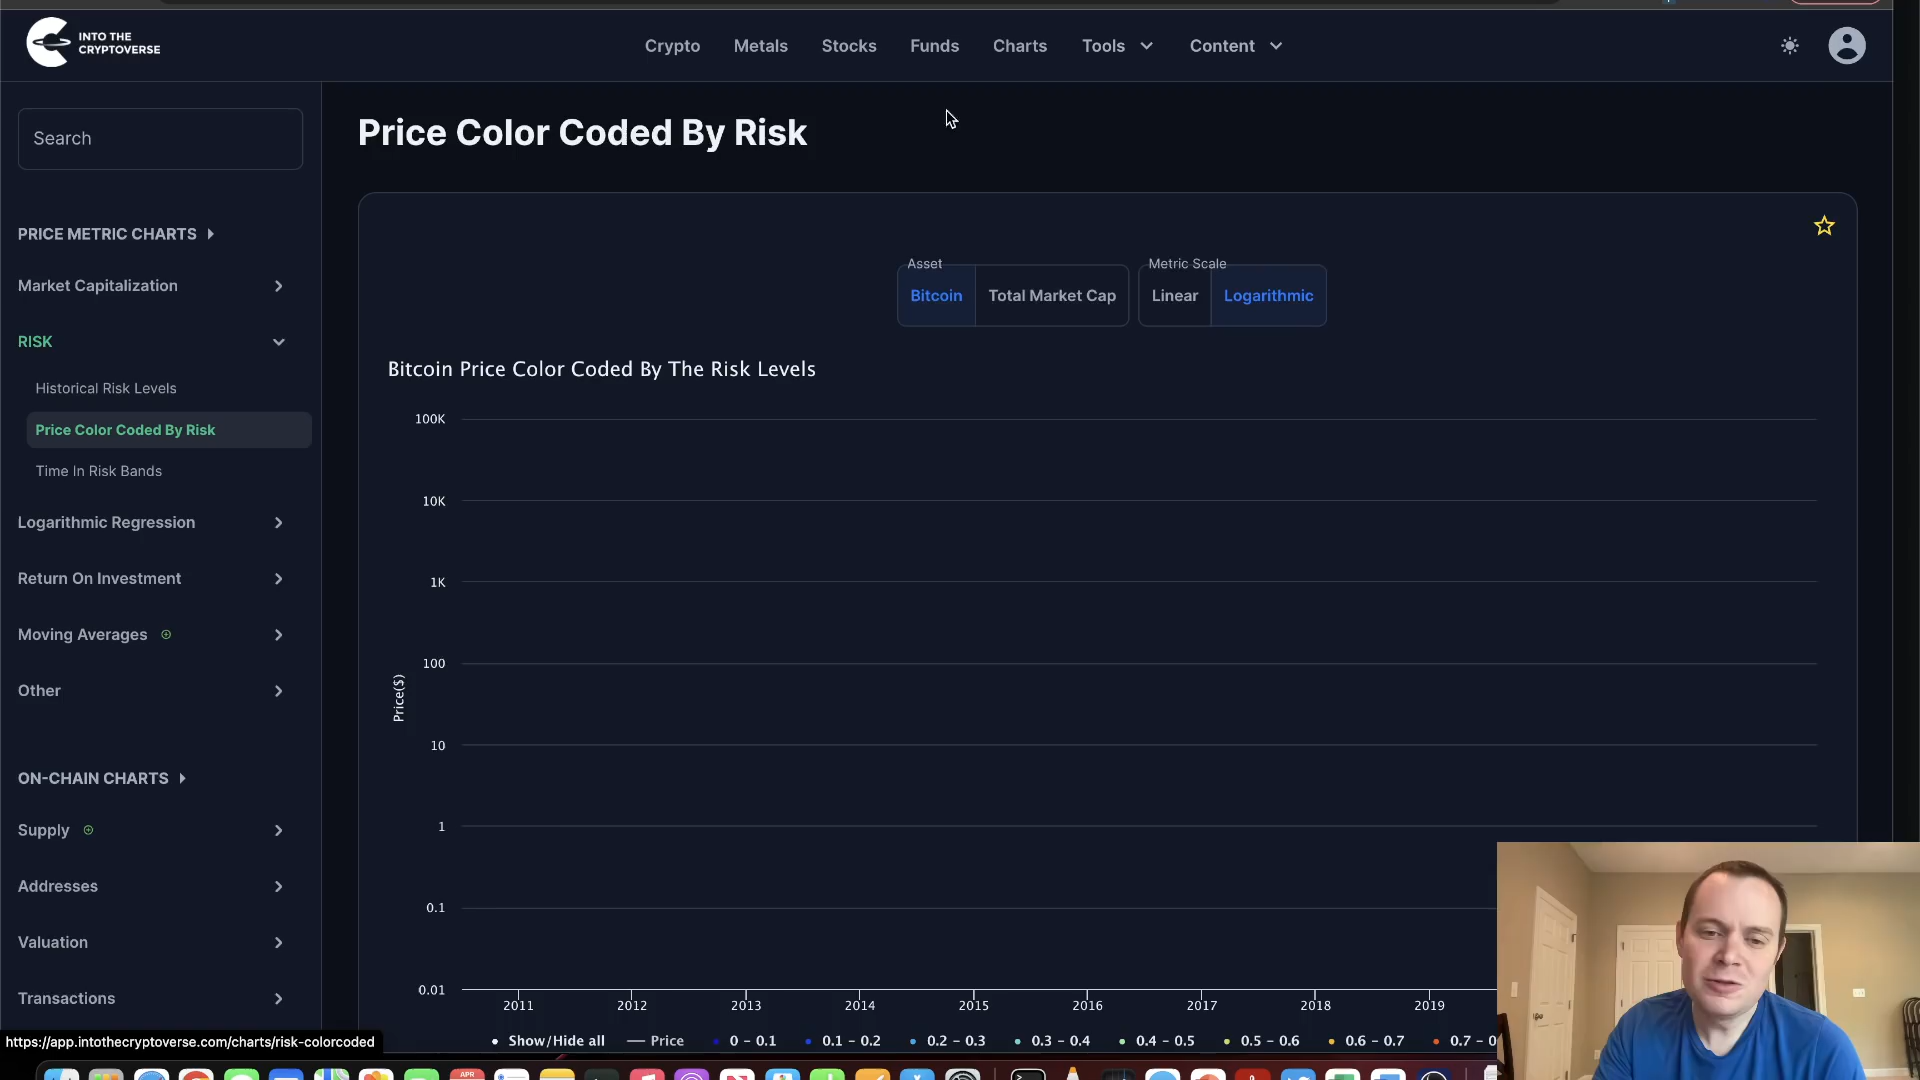 INTO THE
CRYPTOVERSE
Crypto
Metals
Stocks
Funds
Charts
Tools
Content
Search
PRICE METRIC CHARTS
Market Capitalization
RISK
Historical Risk Levels
Price Color Coded By Risk
Time In Risk Bands
Logarithmic Regression
Return On Investment
Moving Averages
Other
ON-CHAIN CHARTS
Supply
Addresses
Valuation
Transactions
https://app.intothecryptoverse.com/charts/risk-colorcoded
Price Color Coded By Risk
Asset
Bitcoin
Total Market Cap
Metric Scale
Linear
Logarithmic
Bitcoin Price Color Coded By The Risk Levels
Price($)
100K
10K
1K
100
10
1
0.1
0.01
2011 2012 2013 2014 2015 2016 2017 2018 2019
Show/Hide all Price 0 - 0.1 0.1 - 0.2 0.2 - 0.3 0.3 - 0.4 0.4 - 0.5 0.5 - 0.6 0.6 - 0.7 0.7 - 0
APR